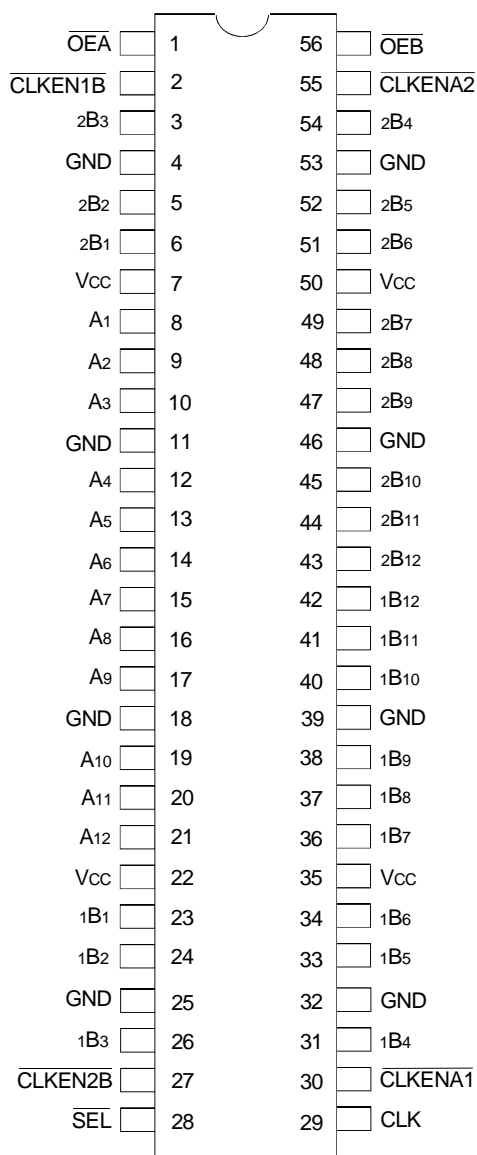 OEA 1 56 OEB
CLKEN1B 2 55 CLKENA2
2B3 3 54 2B4
GND 4 53 GND
2B2 5 52 2B5
2B1 6 51 2B6
VCC 7 50 VCC
A1 8 49 2B7
A2 9 48 2B8
A3 10 47 2B9
GND 11 46 GND
A4 12 45 2B10
A5 13 44 2B11
A6 14 43 2B12
A7 15 42 1B12
A8 16 41 1B11
A9 17 40 1B10
GND 18 39 GND
A10 19 38 1B9
A11 20 37 1B8
A12 21 36 1B7
VCC 22 35 VCC
1B1 23 34 1B6
1B2 24 33 1B5
GND 25 32 GND
1B3 26 31 1B4
CLKEN2B 27 30 CLKENA1
SEL 28 29 CLK